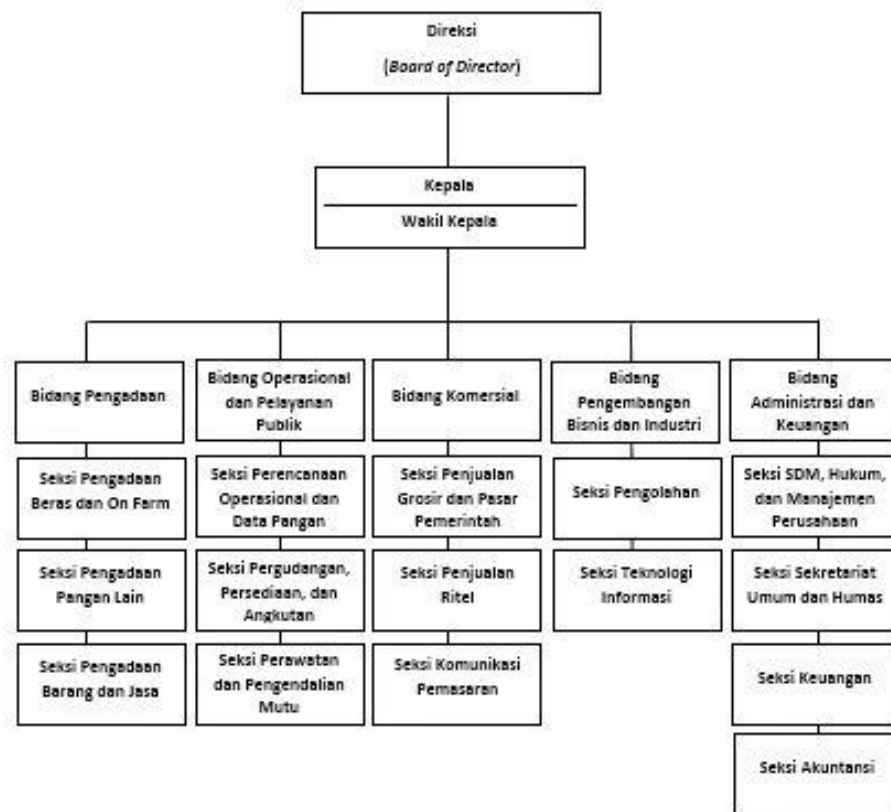 Direksi
(Board of Director)
Kepala
Wakil Kepala
Bidang Pengadaan
Bidang Operasional
dan Pelayanan
Publik
Bidang Komersial
Bidang
Pengembangan
Bisnis dan Industri
Bidang
Administrasi dan
Keuangan
Seksi Pengadaan
Beras dan On Farm
Seksi Perencanaan
Operasional dan
Data Pangan
Seksi Penjualan
Grosir dan Pasar
Pemerintah
Seksi Pengolahan
Seksi SDM, Hukum,
dan Manajemen
Perusahaan
Seksi Pengadaan
Pangan Lain
Seksi Pergudangan,
Persediaan, dan
Angkutan
Seksi Penjualan
Ritel
Seksi Teknologi
Informasi
Seksi Sekretariat
Umum dan Humas
Seksi Pengadaan
Barang dan Jasa
Seksi Perawatan
dan Pengendalian
Mutu
Seksi Komunikasi
Pemasaran
Seksi Keuangan
Seksi Akuntansi